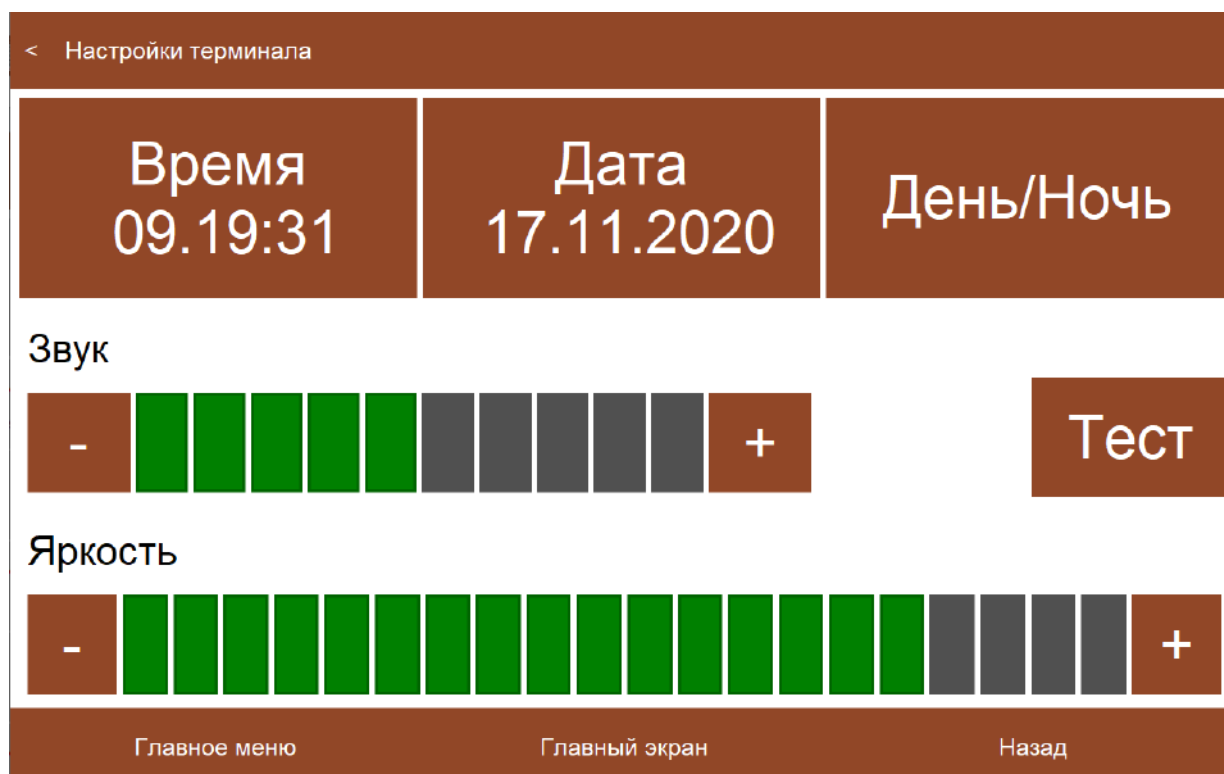 < Настройки терминала
Время
09.19:31
Дата
17.11.2020
День/Ночь
Звук
- +
Тест
Яркость
- +
Главное меню Главный экран Назад